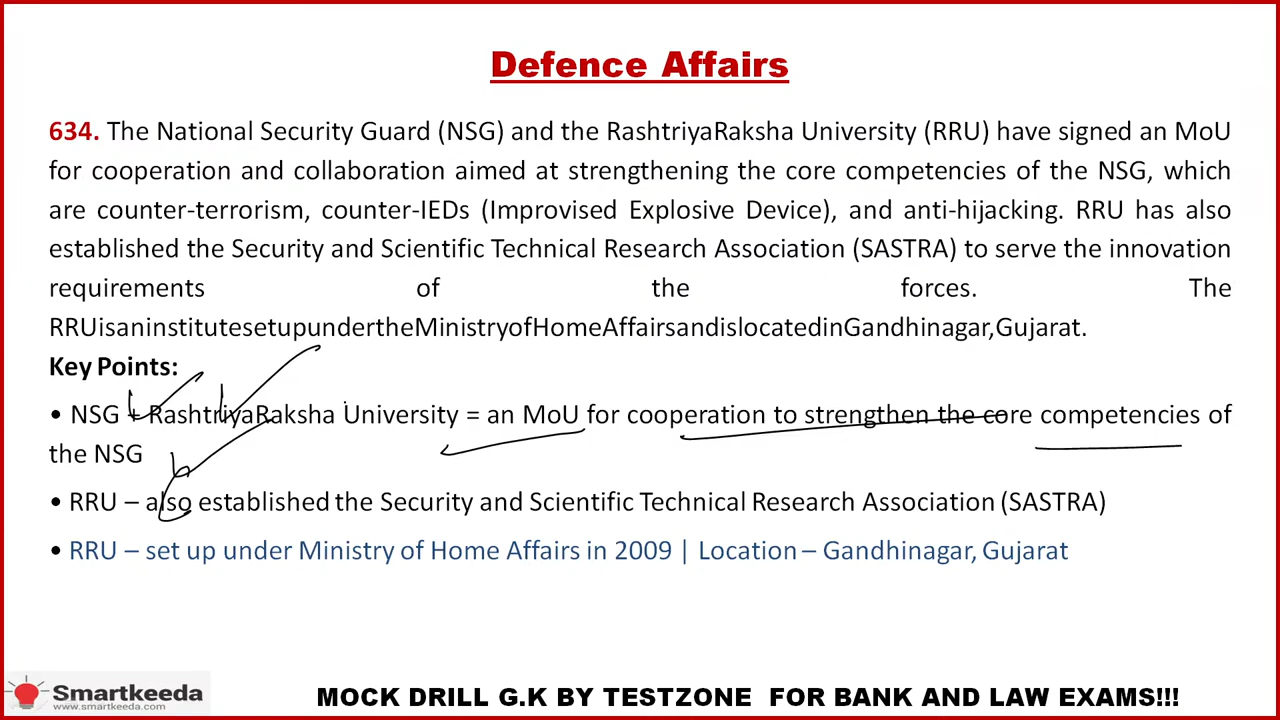 Defence Affairs
634. The National Security Guard (NSG) and the RashtriyaRaksha University (RRU) have signed an MoU
for cooperation and collaboration aimed at strengthening the core competencies of the NSG, which
are counter-terrorism, counter-IEDs (Improvised Explosive Device), and anti-hijacking. RRU has also
established the Security and Scientific Technical Research Association (SASTRA) to serve the innovation
requirements of the forces. The
RRUisaninstitutesetupundertheMinistryofHomeAffairsandislocatedinGandhinagar,Gujarat.
Key Points:
• NSG + RashtriyaRaksha University = an MoU for cooperation to strengthen the core competencies of
the NSG
• RRU – also established the Security and Scientific Technical Research Association (SASTRA)
• RRU – set up under Ministry of Home Affairs in 2009 | Location – Gandhinagar, Gujarat
Smartkeeda
www.smartkeeda.com
MOCK DRILL G.K BY TESTZONE FOR BANK AND LAW EXAMS!!!